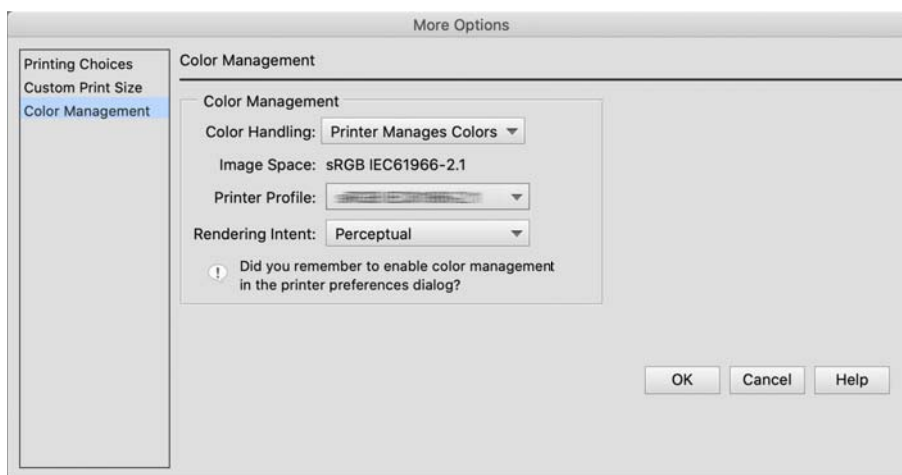 More Options
Printing Choices
Custom Print Size
Color Management
Color Management
Color Management
Color Handling: Printer Manages Colors
Image Space: sRGB IEC61966-2.1
Printer Profile:
Rendering Intent: Perceptual
! Did you remember to enable color management
in the printer preferences dialog?
OK Cancel Help